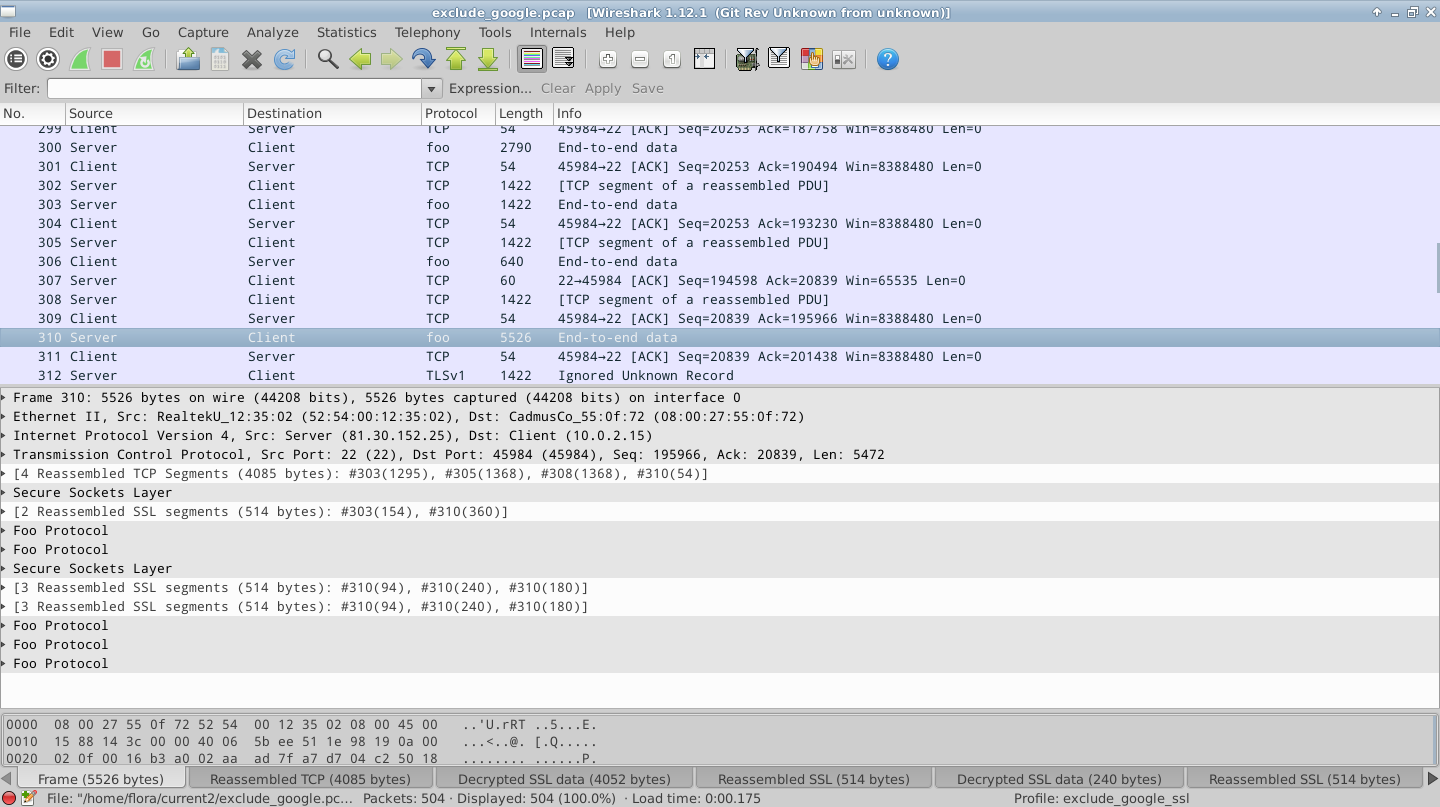 exclude_google.pcap [Wireshark 1.12.1 (Git Rev Unknown from unknown)]
File Edit View Go Capture Analyze Statistics Telephony Tools Internals Help
Filter: Expression... Clear Apply Save
No. Source Destination Protocol Length Info
299 Client Server TCP 54 45984→22 [ACK] Seq=20253 Ack=187758 Win=8388480 Len=0
300 Server Client foo 2790 End-to-end data
301 Client Server TCP 54 45984→22 [ACK] Seq=20253 Ack=190494 Win=8388480 Len=0
302 Server Client TCP 1422 [TCP segment of a reassembled PDU]
303 Server Client foo 1422 End-to-end data
304 Client Server TCP 54 45984→22 [ACK] Seq=20253 Ack=193230 Win=8388480 Len=0
305 Server Client TCP 1422 [TCP segment of a reassembled PDU]
306 Server Client foo 640 End-to-end data
307 Server Client TCP 60 22→45984 [ACK] Seq=194598 Ack=20839 Win=65535 Len=0
308 Server Client TCP 1422 [TCP segment of a reassembled PDU]
309 Client Server TCP 54 45984→22 [ACK] Seq=20839 Ack=195966 Win=8388480 Len=0
310 Server Client foo 5526 End-to-end data
311 Client Server TCP 54 45984→22 [ACK] Seq=20839 Ack=201438 Win=8388480 Len=0
312 Server Client TLSv1 1422 Ignored Unknown Record
Frame 310: 5526 bytes on wire (44208 bits), 5526 bytes captured (44208 bits) on interface 0
Ethernet II, Src: RealtekU_12:35:02 (52:54:00:12:35:02), Dst: CadmusCo_55:0f:72 (08:00:27:55:0f:72)
Internet Protocol Version 4, Src: Server (81.30.152.25), Dst: Client (10.0.2.15)
Transmission Control Protocol, Src Port: 22 (22), Dst Port: 45984 (45984), Seq: 195966, Ack: 20839, Len: 5472
[4 Reassembled TCP Segments (4085 bytes): #303(1295), #305(1368), #308(1368), #310(54)]
Secure Sockets Layer
[2 Reassembled SSL segments (514 bytes): #303(154), #310(360)]
Foo Protocol
Foo Protocol
Secure Sockets Layer
[3 Reassembled SSL segments (514 bytes): #310(94), #310(240), #310(180)]
[3 Reassembled SSL segments (514 bytes): #310(94), #310(240), #310(180)]
Foo Protocol
Foo Protocol
Foo Protocol
0000 08 00 27 55 0f 72 52 54 00 12 35 02 08 00 45 00 ..'U.rRT ..5...E.
0010 15 88 14 3c 00 00 40 06 5b ee 51 1e 98 19 0a 00 ...<..@. [.Q.....
0020 02 0f 00 16 b3 a0 02 aa ad 7f a7 d7 04 c2 50 18 ........ ......P.
Frame (5526 bytes) Reassembled TCP (4085 bytes) Decrypted SSL data (4052 bytes) Reassembled SSL (514 bytes) Decrypted SSL data (240 bytes) Reassembled SSL (514 bytes)
File: "/home/flora/current2/exclude_google.pc... Packets: 504 · Displayed: 504 (100.0%) · Load time: 0:00.175 Profile: exclude_google_ssl